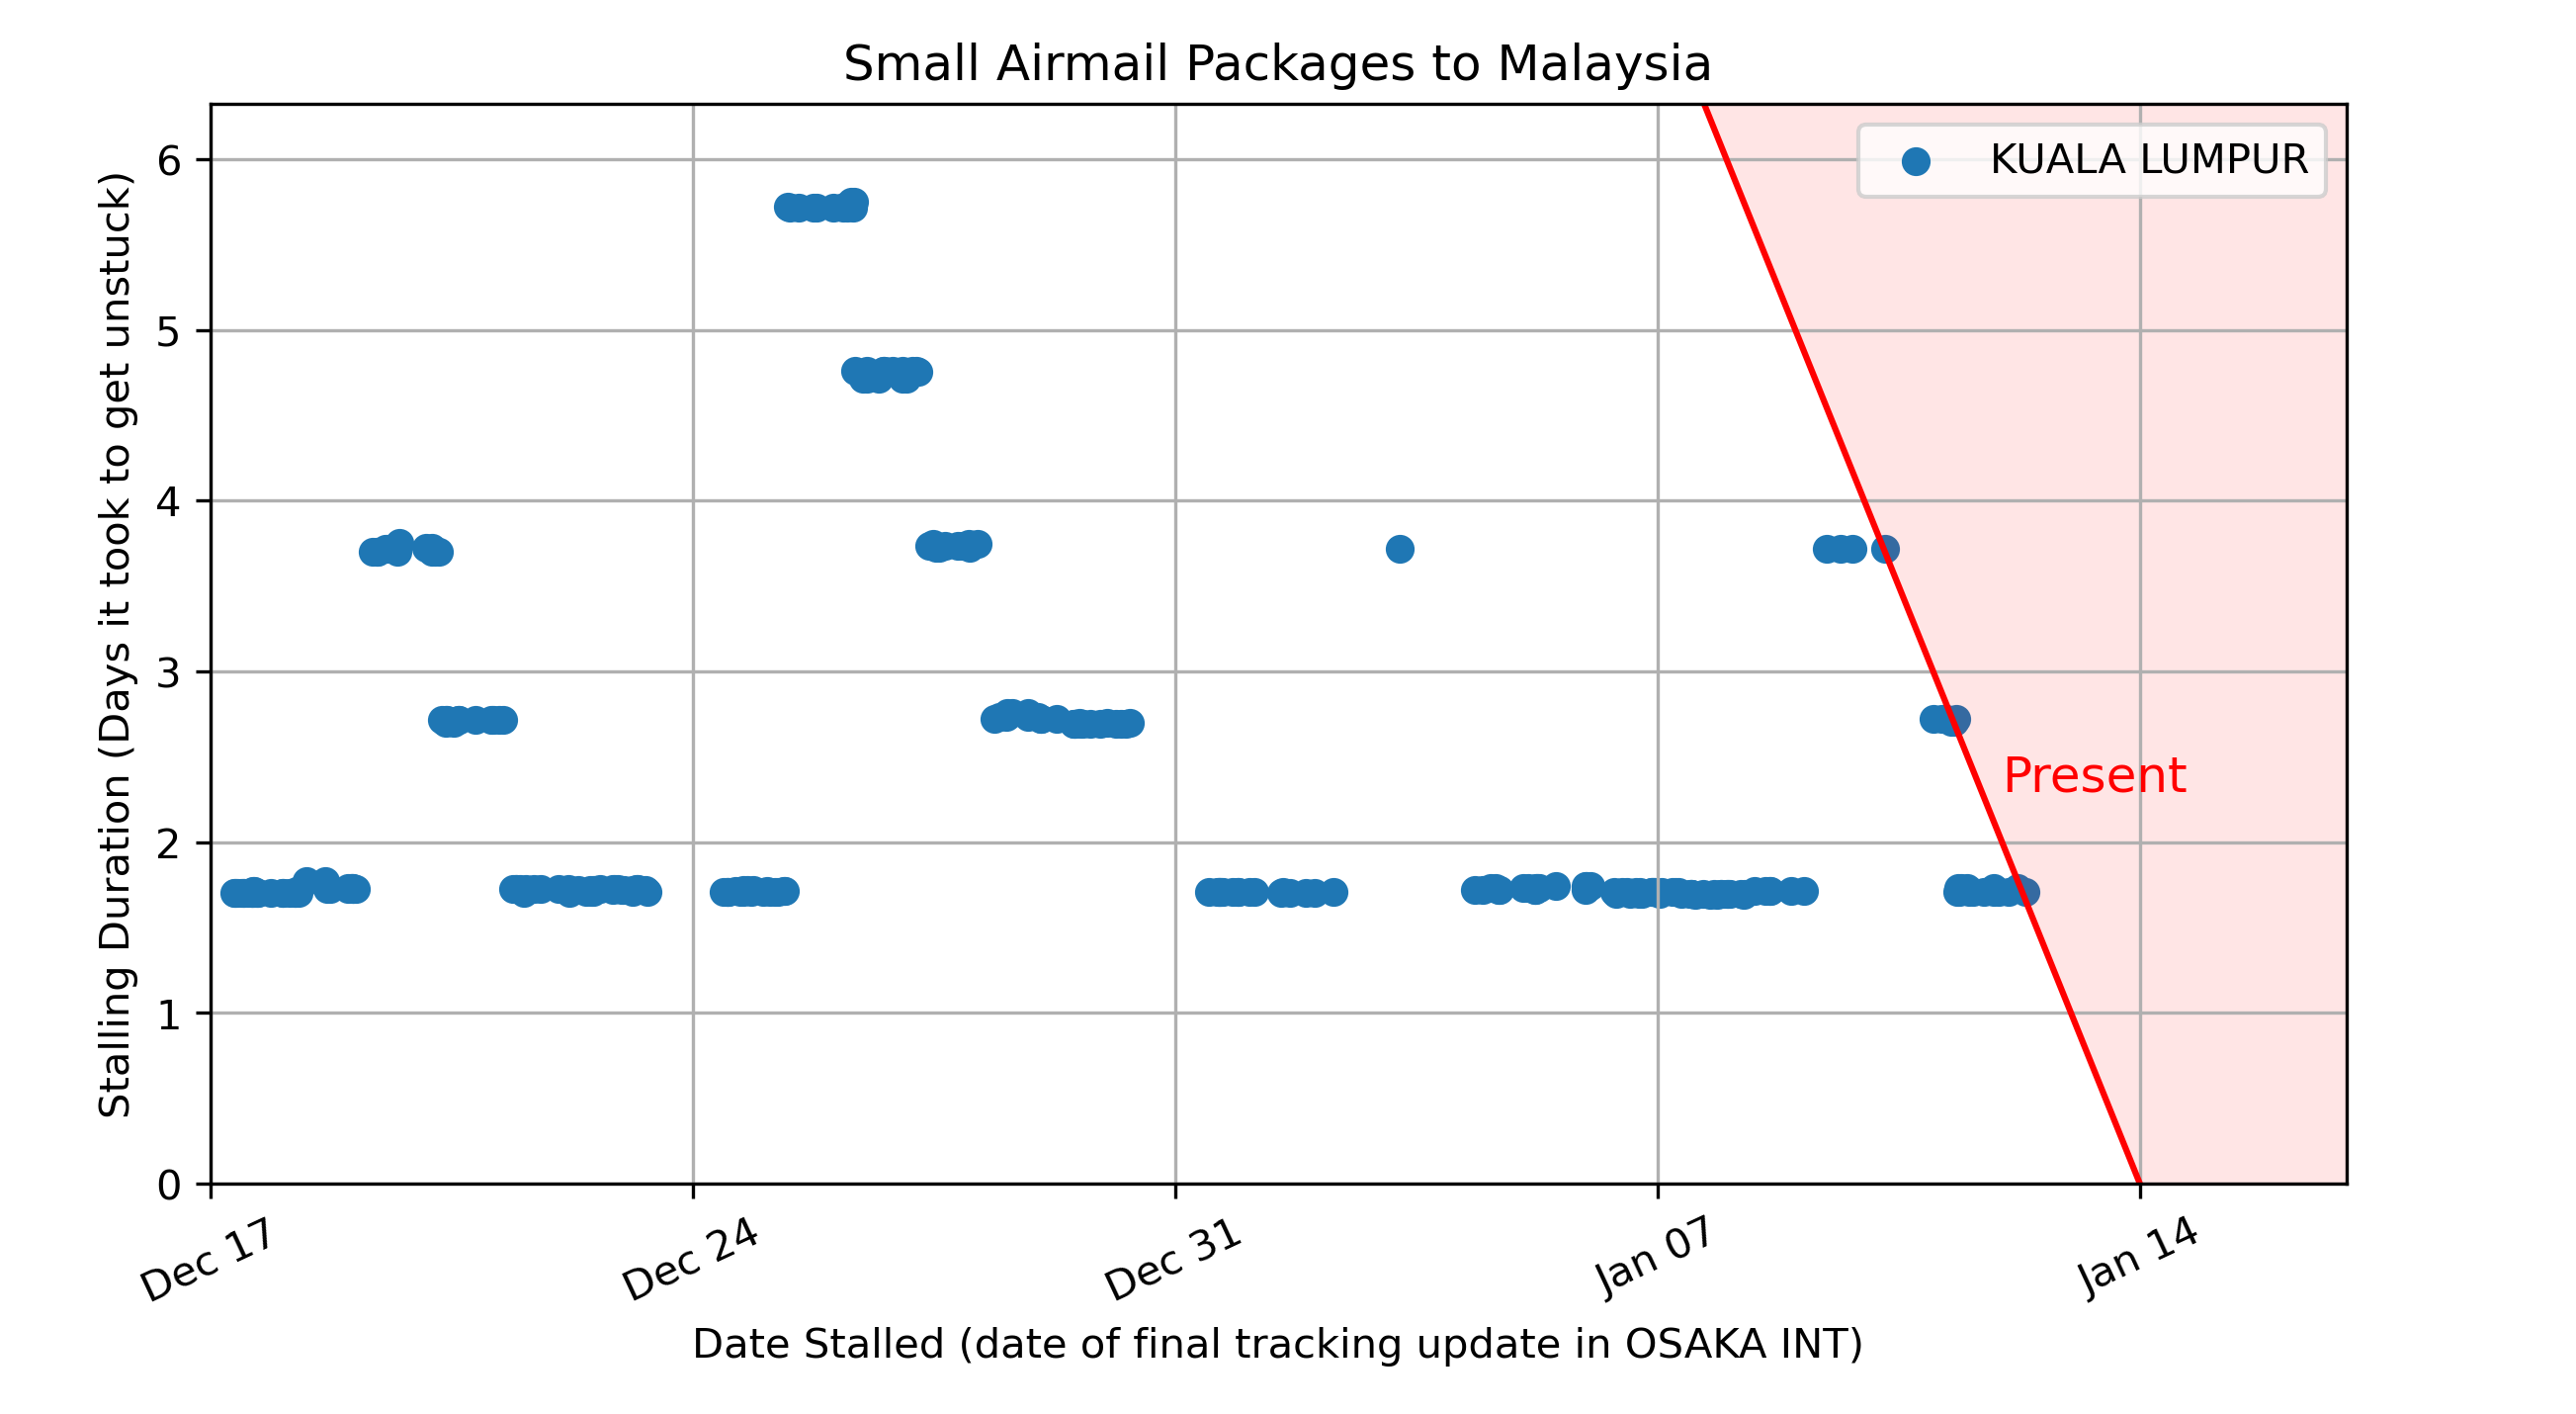 Small Airmail Packages to Malaysia
KUALA LUMPUR
Stalling Duration (Days it took to get unstuck)
6
5
4
3
2
1
0
Present
Dec 17
Dec 24
Dec 31
Jan 07
Jan 14
Date Stalled (date of final tracking update in OSAKA INT)